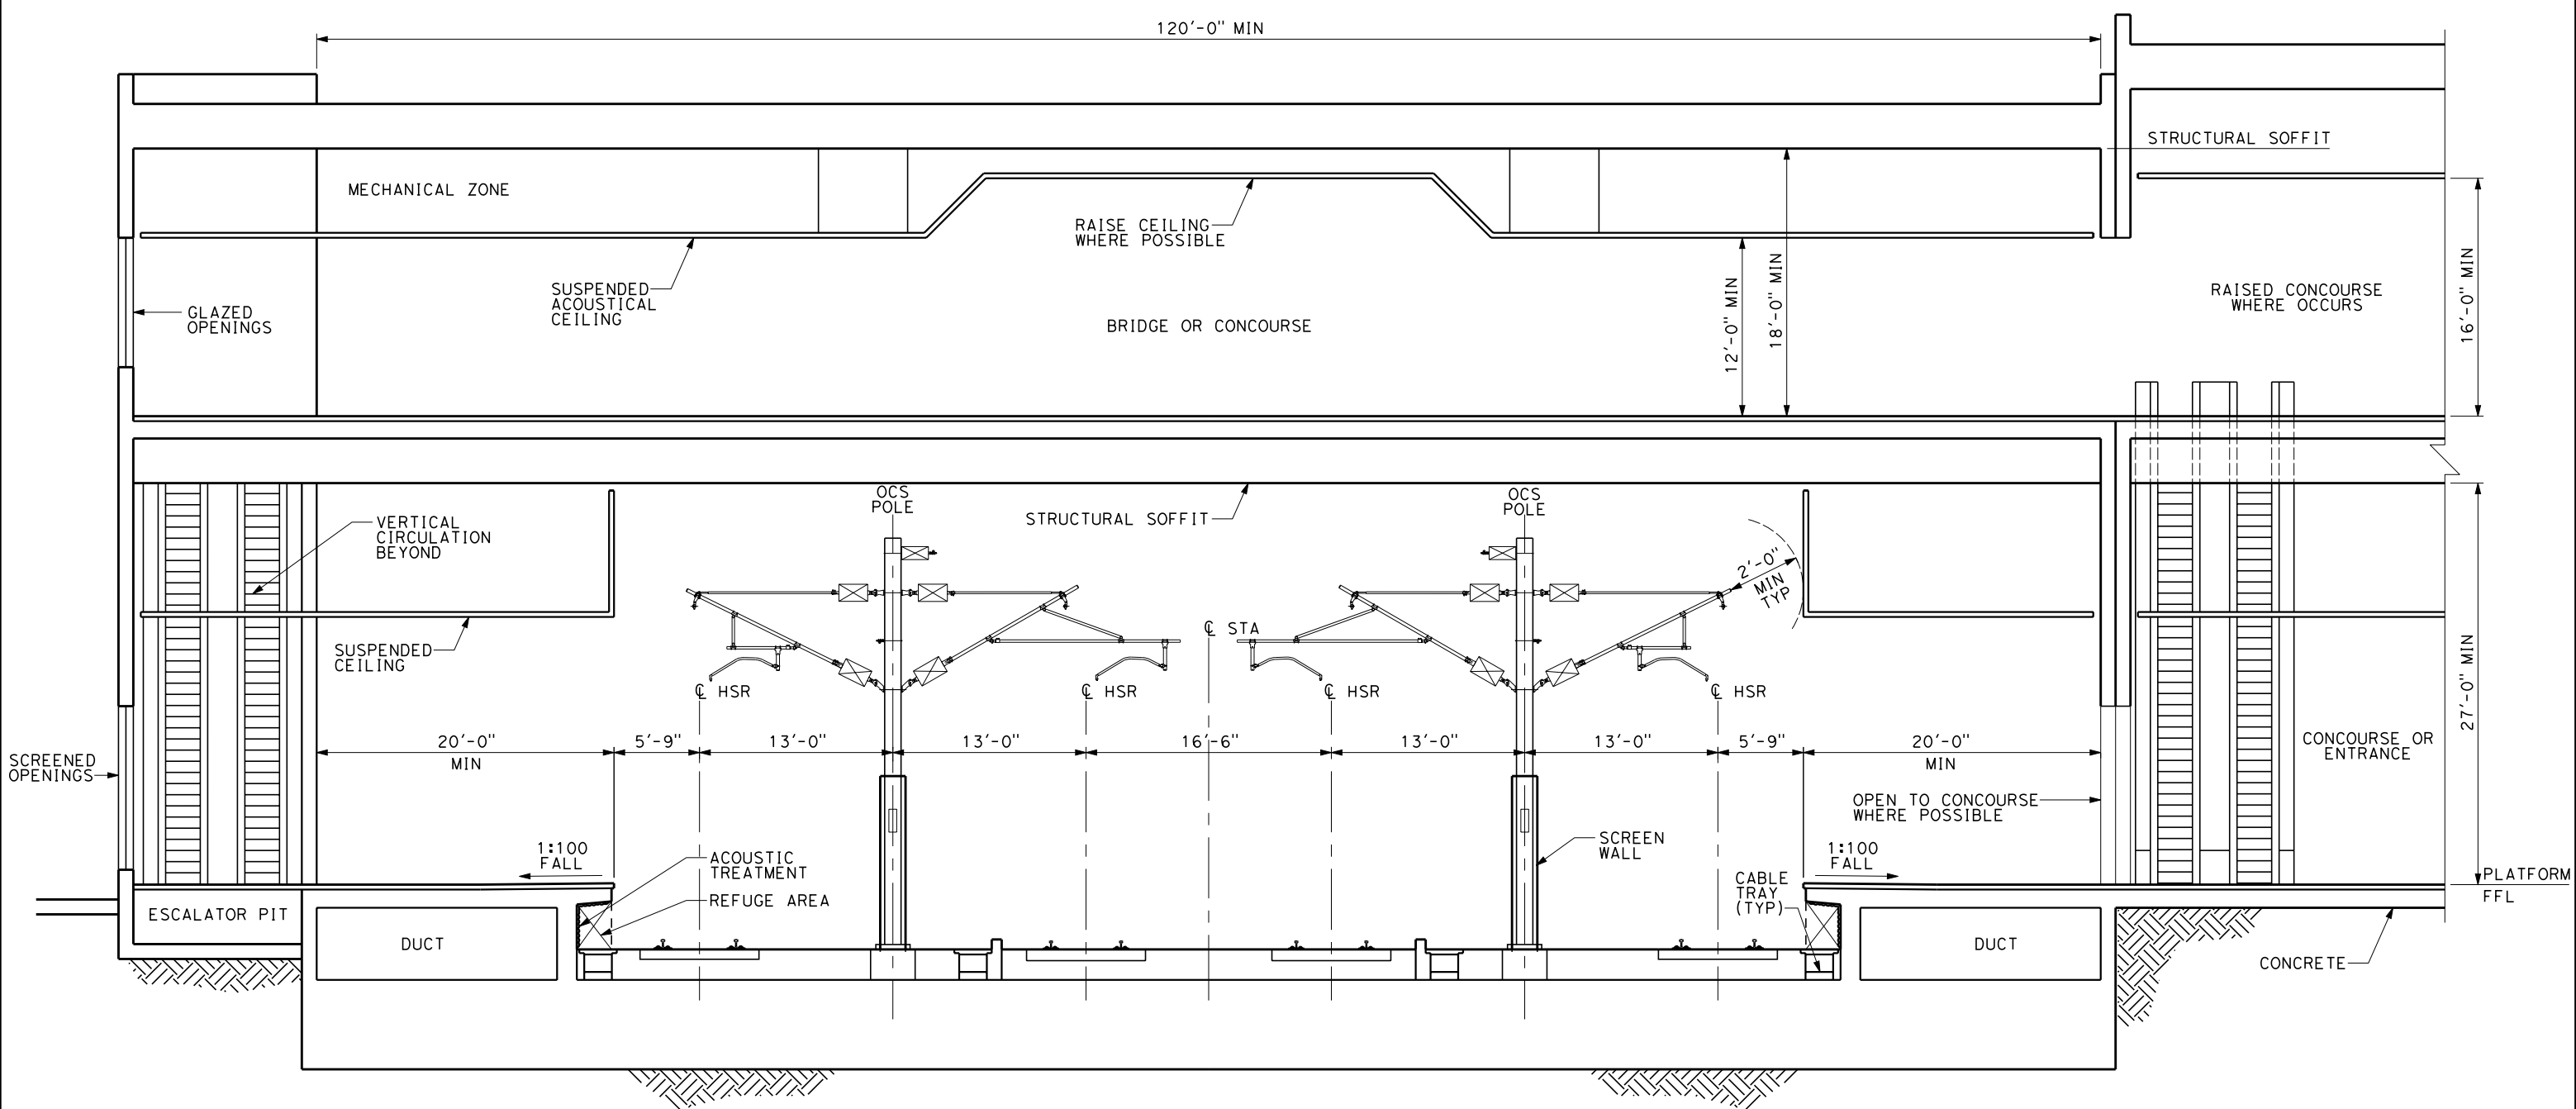 120'-0" MIN
STRUCTURAL SOFFIT
MECHANICAL ZONE
RAISE CEILING
WHERE POSSIBLE
SUSPENDED
ACOUSTICAL
CEILING
GLAZED
OPENINGS
BRIDGE OR CONCOURSE
12'-0" MIN
18'-0" MIN
RAISED CONCOURSE
WHERE OCCURS
16'-0" MIN
OCS
POLE
OCS
POLE
STRUCTURAL SOFFIT
VERTICAL
CIRCULATION
BEYOND
2'-0"
MIN
TYP
℄ STA
SUSPENDED
CEILING
℄ HSR
℄ HSR
℄ HSR
℄ HSR
27'-0" MIN
20'-0"
MIN
5'-9"
13'-0"
13'-0"
16'-6"
13'-0"
13'-0"
5'-9"
20'-0"
MIN
SCREENED
OPENINGS
CONCOURSE OR
ENTRANCE
OPEN TO CONCOURSE
WHERE POSSIBLE
SCREEN
WALL
1:100
FALL
ACOUSTIC
TREATMENT
1:100
FALL
REFUGE AREA
CABLE
TRAY
(TYP)
PLATFORM
FFL
ESCALATOR PIT
DUCT
DUCT
CONCRETE